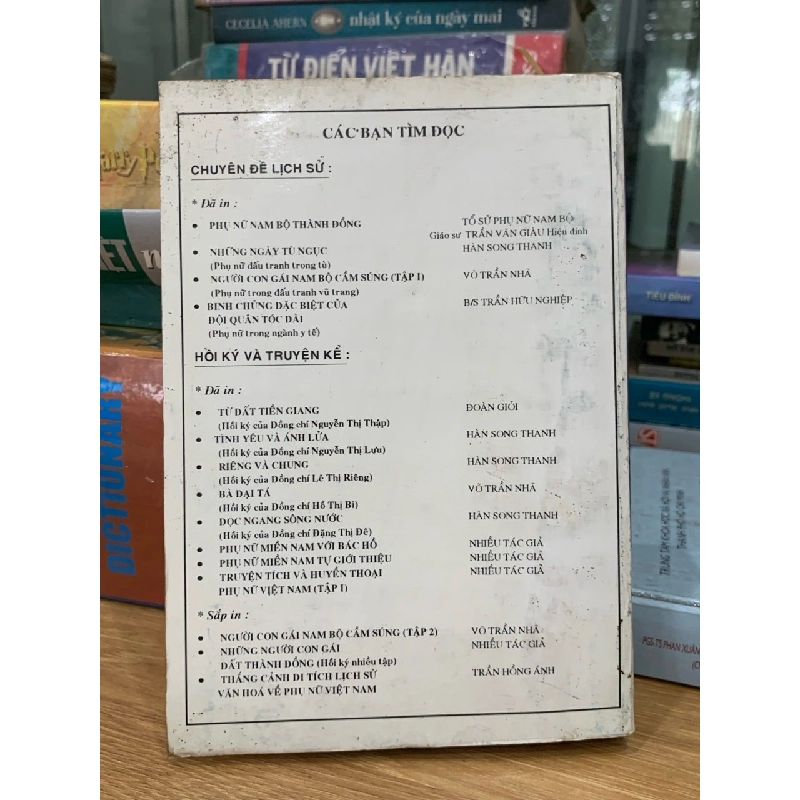 CECELIA AHERN nhật ký của ngày mai
TỪ ĐIỂN VIỆT HÀN
CÁC BẠN TÌM ĐỌC
CHUYÊN ĐỀ LỊCH SỬ :
* Đã in :
• PHỤ NỮ NAM BỘ THÀNH ĐỒNG TỔ SỬ PHỤ NỮ NAM BỘ
Giáo sư TRẦN VĂN GIÀU Hiệu đính
• NHỮNG NGÀY TÙ NGỤC HÀN SONG THANH
(Phụ nữ đấu tranh trong tù)
• NGƯỜI CON GÁI NAM BỘ CẦM SÚNG (TẬP I) VÕ TRẦN NHÃ
(Phụ nữ trong đấu tranh vũ trang)
• BINH CHỦNG ĐẶC BIỆT CỦA B/S TRẦN HỮU NGHIỆP
ĐỘI QUÂN TÓC DÀI
(Phụ nữ trong ngành y tế)
HỒI KÝ VÀ TRUYỆN KỂ :
* Đã in :
• TỪ ĐẤT TIỀN GIANG ĐOÀN GIỎI
(Hồi ký của Đồng chí Nguyễn Thị Thập)
• TÌNH YÊU VÀ ÁNH LỬA HÀN SONG THANH
(Hồi ký của Đồng chí Nguyễn Thị Lựu)
• RIÊNG VÀ CHUNG HÀN SONG THANH
(Hồi ký của Đồng chí Lê Thị Riêng)
• BÀ ĐẠI TÁ VÕ TRẦN NHÃ
(Hồi ký của Đồng chí Hồ Thị Bi)
• DỌC NGANG SÔNG NƯỚC HÀN SONG THANH
(Hồi ký của Đồng chí Đặng Thị Đê)
• PHỤ NỮ MIỀN NAM VỚI BÁC HỒ NHIỀU TÁC GIẢ
• PHỤ NỮ MIỀN NAM TỰ GIỚI THIỆU NHIỀU TÁC GIẢ
• TRUYỆN TÍCH VÀ HUYỀN THOẠI NHIỀU TÁC GIẢ
PHỤ NỮ VIỆT NAM (TẬP I)
* Sắp in :
• NGƯỜI CON GÁI NAM BỘ CẦM SÚNG (TẬP 2) VÕ TRẦN NHÃ
• NHỮNG NGƯỜI CON GÁI NHIỀU TÁC GIẢ
ĐẤT THÀNH ĐỒNG (Hồi ký nhiều tập)
• THẮNG CẢNH DI TÍCH LỊCH SỬ TRẦN HỒNG ÁNH
VĂN HOÁ VỀ PHỤ NỮ VIỆT NAM
DICTIONARY
TIỂU ĐÌNH
PGS-TS PHAN XUÂN